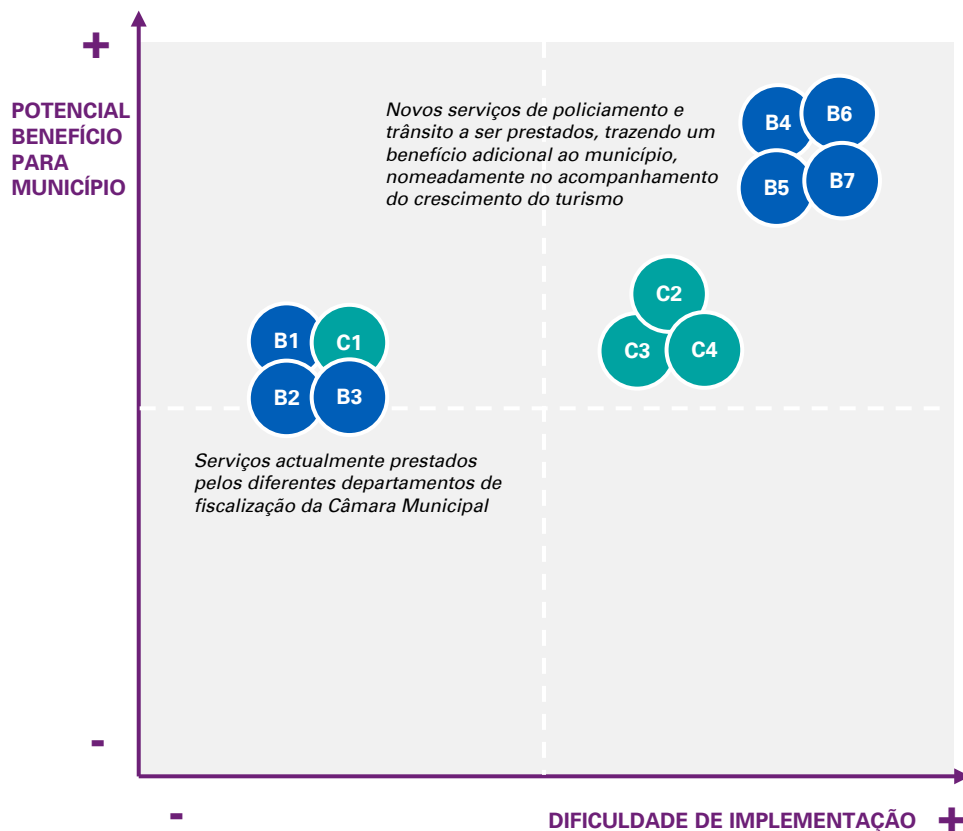 +
POTENCIAL
BENEFÍCIO
PARA
MUNICÍPIO
Novos serviços de policiamento e
trânsito a ser prestados, trazendo um
benefício adicional ao município,
nomeadamente no acompanhamento
do crescimento do turismo
B4
B6
B5
B7
C2
C3
C4
B1
C1
B2
B3
Serviços actualmente prestados
pelos diferentes departamentos de
fiscalização da Câmara Municipal
-
-
DIFICULDADE DE IMPLEMENTAÇÃO +